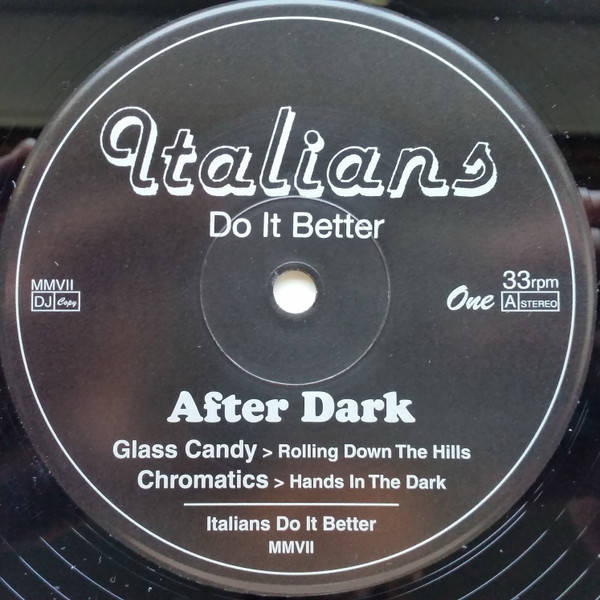 Italians
Do It Better
MMVII
DJ Copy
33rpm
One A STEREO
After Dark
Glass Candy > Rolling Down The Hills
Chromatics > Hands In The Dark
Italians Do It Better
MMVII